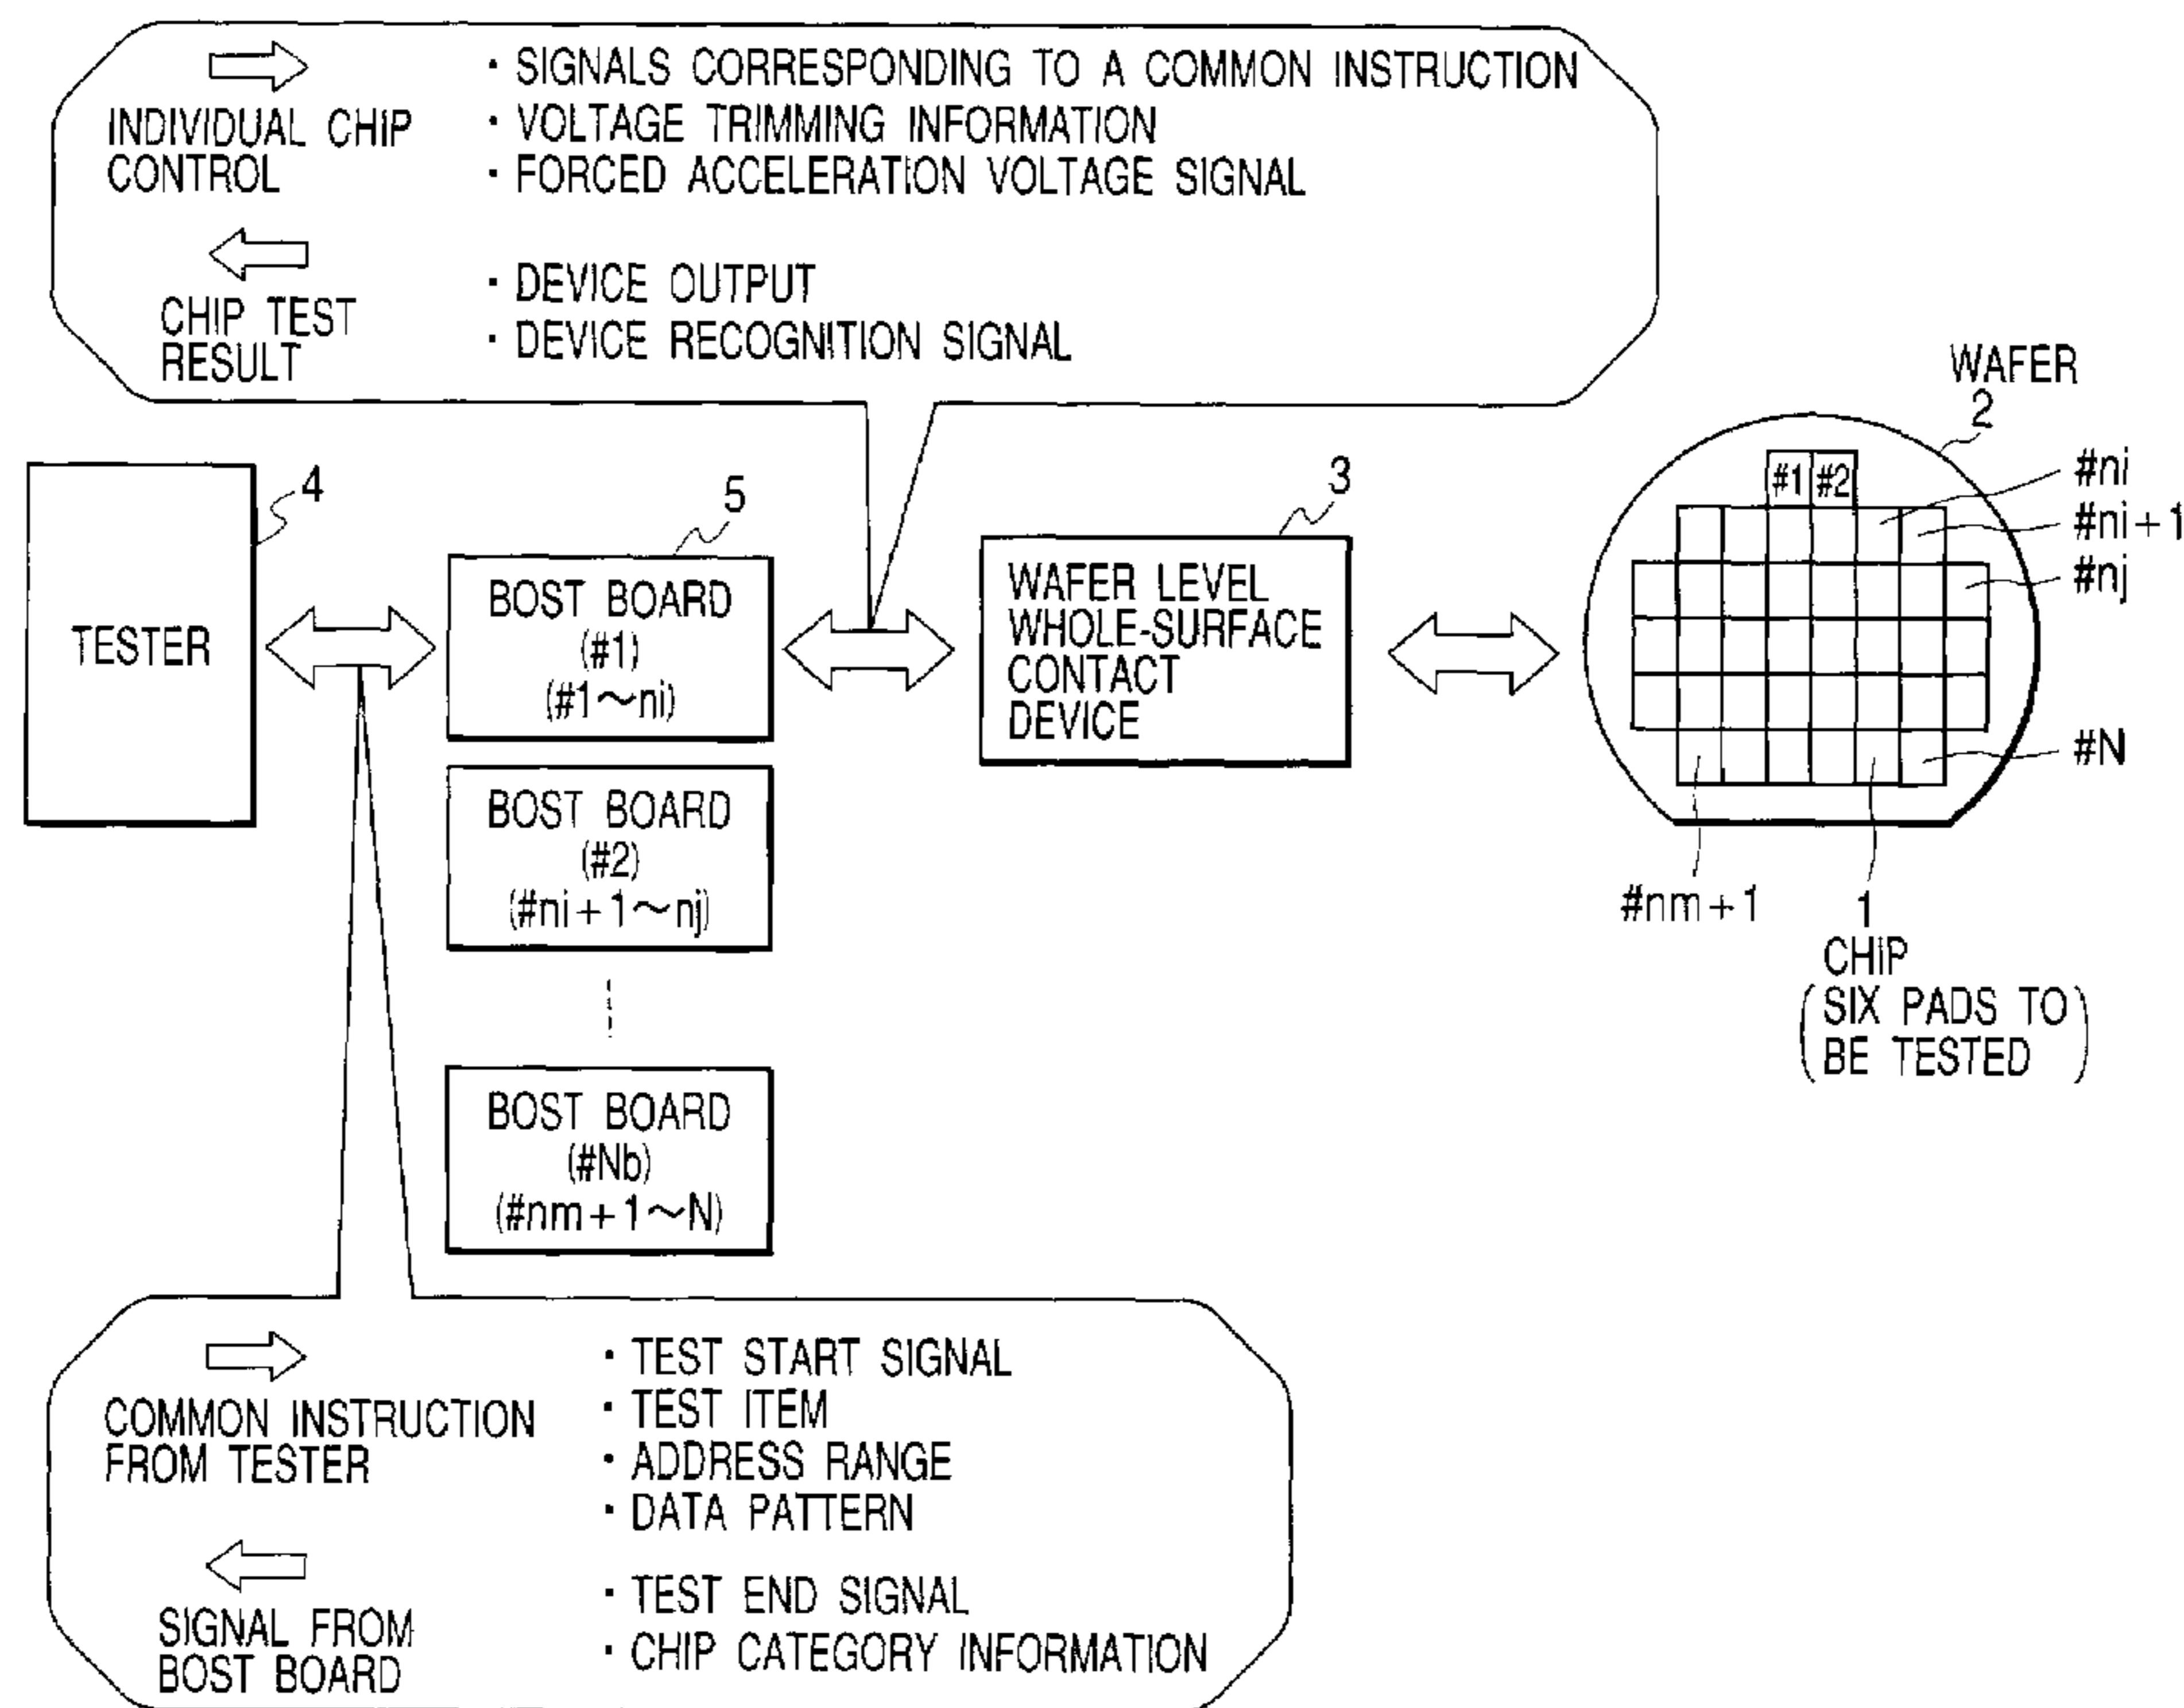 · SIGNALS CORRESPONDING TO A COMMON INSTRUCTION
INDIVIDUAL CHIP
CONTROL
· VOLTAGE TRIMMING INFORMATION
· FORCED ACCELERATION VOLTAGE SIGNAL
CHIP TEST
RESULT
· DEVICE OUTPUT
· DEVICE RECOGNITION SIGNAL
WAFER
2
#1 #2
#ni
#ni+1
#nj
#N
#nm+1
1
CHIP
(SIX PADS TO
BE TESTED)
4
TESTER
5
BOST BOARD
(#1)
(#1～ni)
BOST BOARD
(#2)
(#ni+1～nj)
BOST BOARD
(#Nb)
(#nm+1～N)
3
WAFER LEVEL
WHOLE-SURFACE
CONTACT
DEVICE
COMMON INSTRUCTION
FROM TESTER
· TEST START SIGNAL
· TEST ITEM
· ADDRESS RANGE
· DATA PATTERN
SIGNAL FROM
BOST BOARD
· TEST END SIGNAL
· CHIP CATEGORY INFORMATION